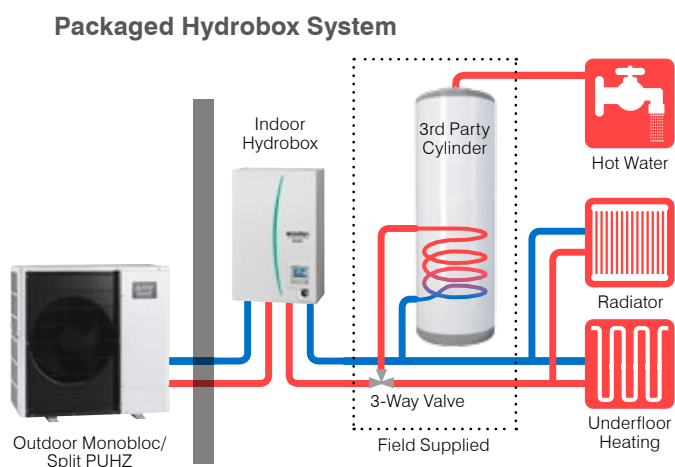 Packaged Hydrobox System
Indoor
Hydrobox
3rd Party
Cylinder
Hot Water
Radiator
3-Way Valve
Underfloor
Heating
Field Supplied
Outdoor Monobloc/
Split PUHZ